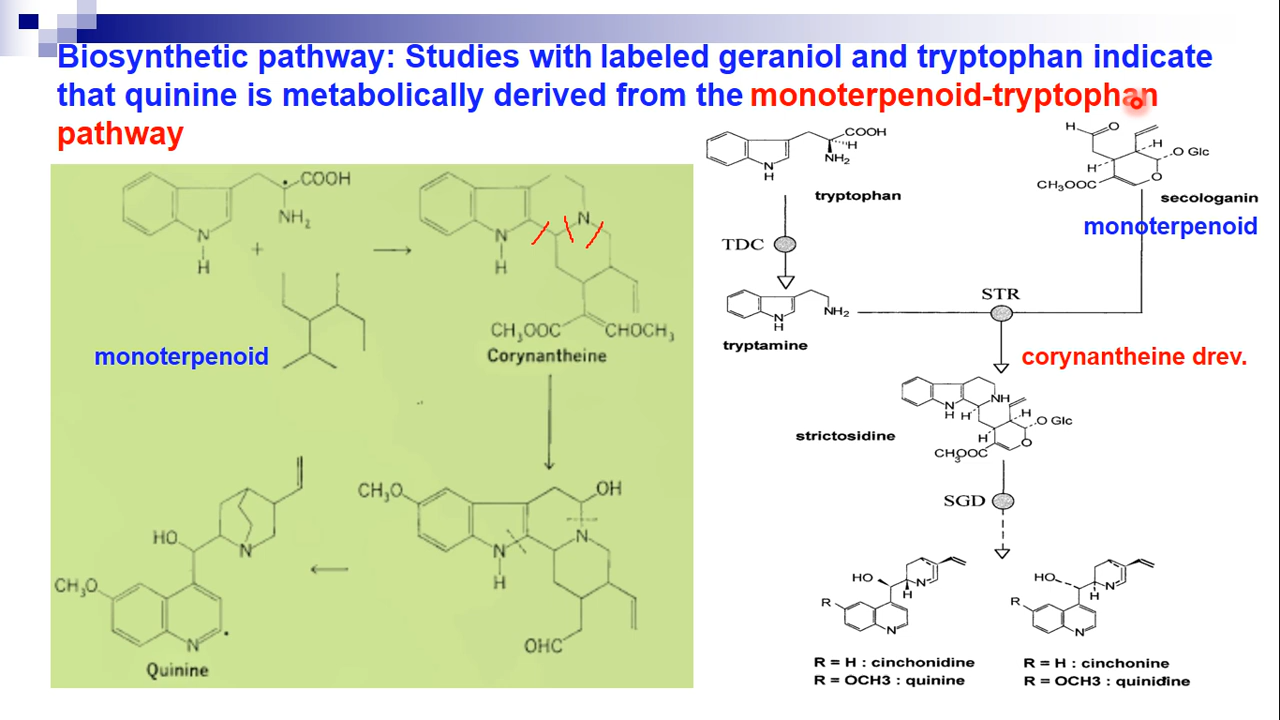 Biosynthetic pathway: Studies with labeled geraniol and tryptophan indicate
that quinine is metabolically derived from the monoterpenoid-tryptophan
pathway
COOH
NH2
N
H
+
monoterpenoid
N
N
H
CH3OOC
CHOCH3
Corynantheine
CH3O
OH
N
N
H
OHC
HO
N
CH3O
N
Quinine
COOH
H
NH2
N
H
tryptophan
H
O
H
H
O Glc
O
CH3OOC
secologanin
monoterpenoid
TDC
NH2
N
H
tryptamine
STR
corynantheine drev.
NH
N
H
H
H
H
O Glc
O
CH3OOC
strictosidine
SGD
HO
N
H
R
N
HO
N
H
R
N
R = H : cinchonidine
R = OCH3 : quinine
R = H : cinchonine
R = OCH3 : quinidine